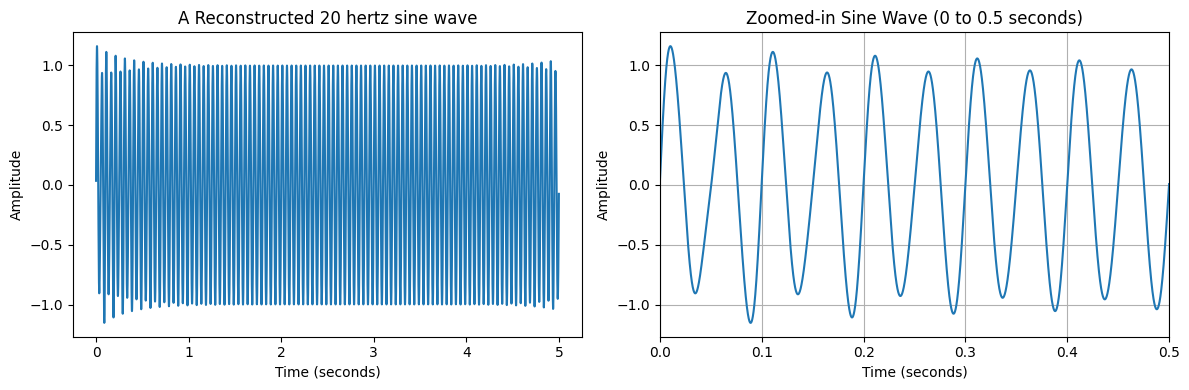 A Reconstructed 20 hertz sine wave
Amplitude
1.0
0.5
0.0
−0.5
−1.0
0 1 2 3 4 5
Time (seconds)
Zoomed-in Sine Wave (0 to 0.5 seconds)
Amplitude
1.0
0.5
0.0
−0.5
−1.0
0.0 0.1 0.2 0.3 0.4 0.5
Time (seconds)